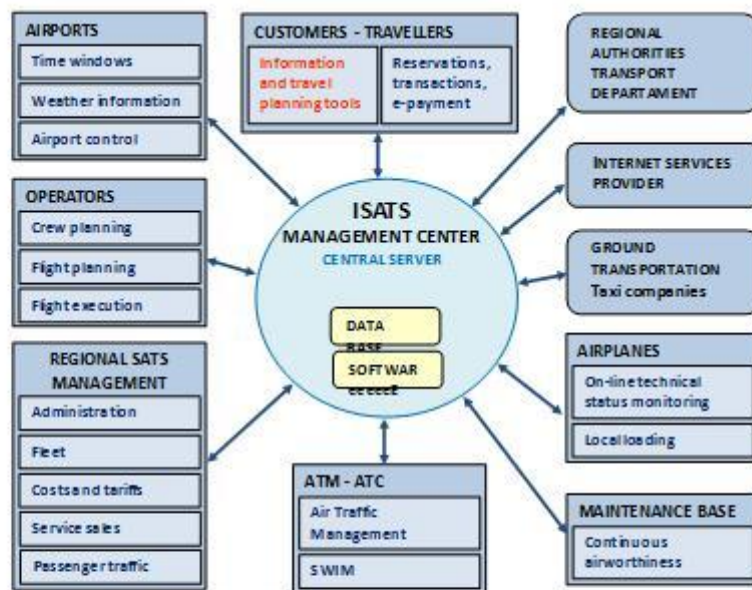 AIRPORTS
Time windows
Weather information
Airport control
CUSTOMERS - TRAVELLERS
Information
and travel
planning tools
Reservations,
transactions,
e-payment
REGIONAL
AUTHORITIES
TRANSPORT
DEPARTAMENT
INTERNET SERVICES
PROVIDER
GROUND
TRANSPORTATION
Taxi companies
OPERATORS
Crew planning
Flight planning
Flight execution
ISATS
MANAGEMENT CENTER
CENTRAL SERVER
DATA
BASE
SOFTWAR
REGIONAL SATS
MANAGEMENT
Administration
Fleet
Costs and tariffs
Service sales
Passenger traffic
ATM - ATC
Air Traffic
Management
SWIM
AIRPLANES
On-line technical
status monitoring
Local loading
MAINTENANCE BASE
Continuous
airworthiness